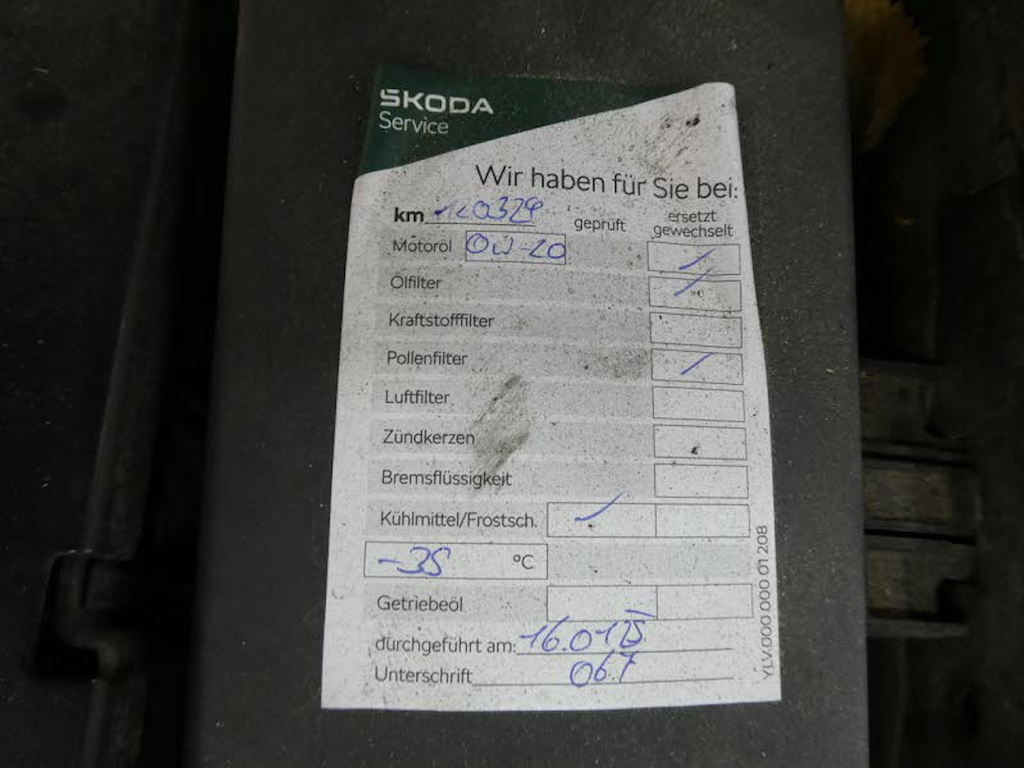 ŠKODA
Service
Wir haben für Sie bei:
km 120329
geprüft
ersetzt
gewechselt
Motoröl 0W-20
Ölfilter
Kraftstofffilter
Pollenfilter
Luftfilter
Zündkerzen
Bremsflüssigkeit
Kühlmittel/Frostsch.
-35 °C
Getriebeöl
durchgeführt am: 16.01.25
Unterschrift 067
YLV 000 000 01 208